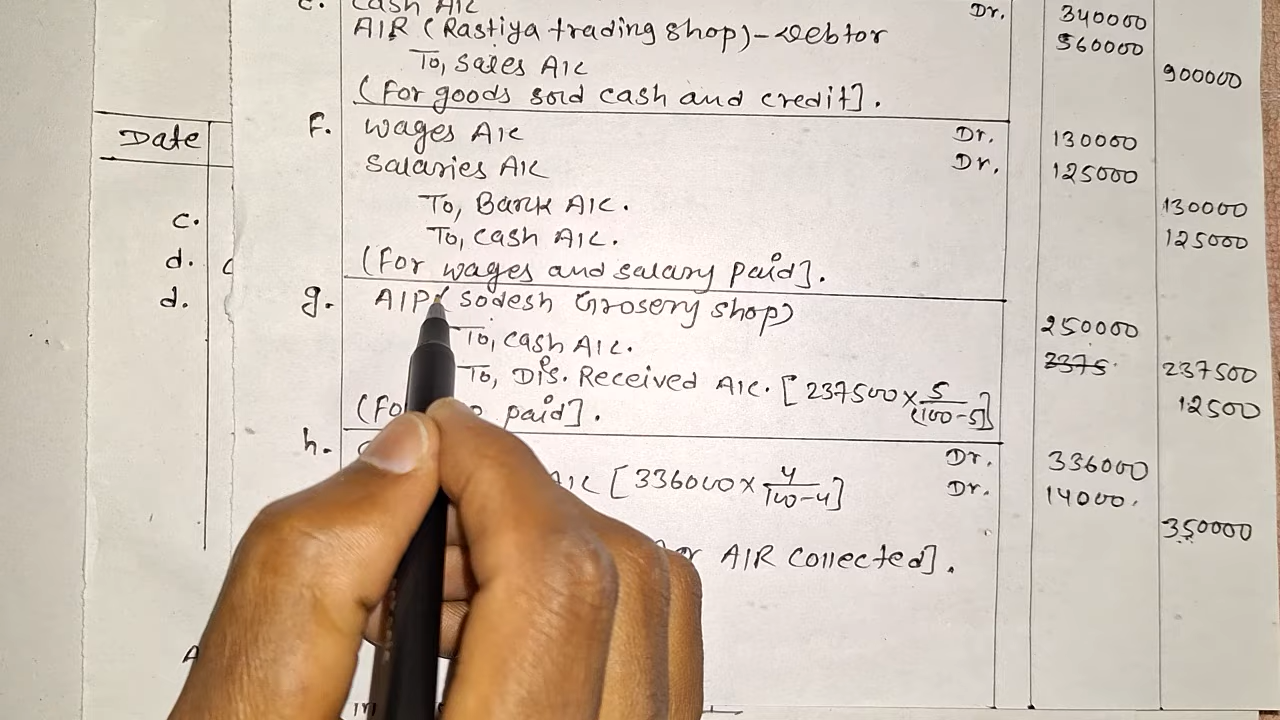 e. Cash A/C Dr. 340000
A/R (Rastiya trading shop) - Debtor 560000
To, Sales A/C 900000
(For goods sold cash and credit].
Date
f. Wages A/C Dr. 130000
Salaries A/C Dr. 125000
To, Bank A/C. 130000
c.
To, Cash A/C. 125000
d. (For wages and salary paid].
d.
g. A/P (Sodesh Grosery shop) 250000
To, Cash A/C. 2375 237500
To, Dis. Received A/C. [237500 × 5/(100-5)] 12500
paid].
h. Dr. 336000
A/C [336000 × 4/100-4] Dr. 14000.
350000
A/R Collected].